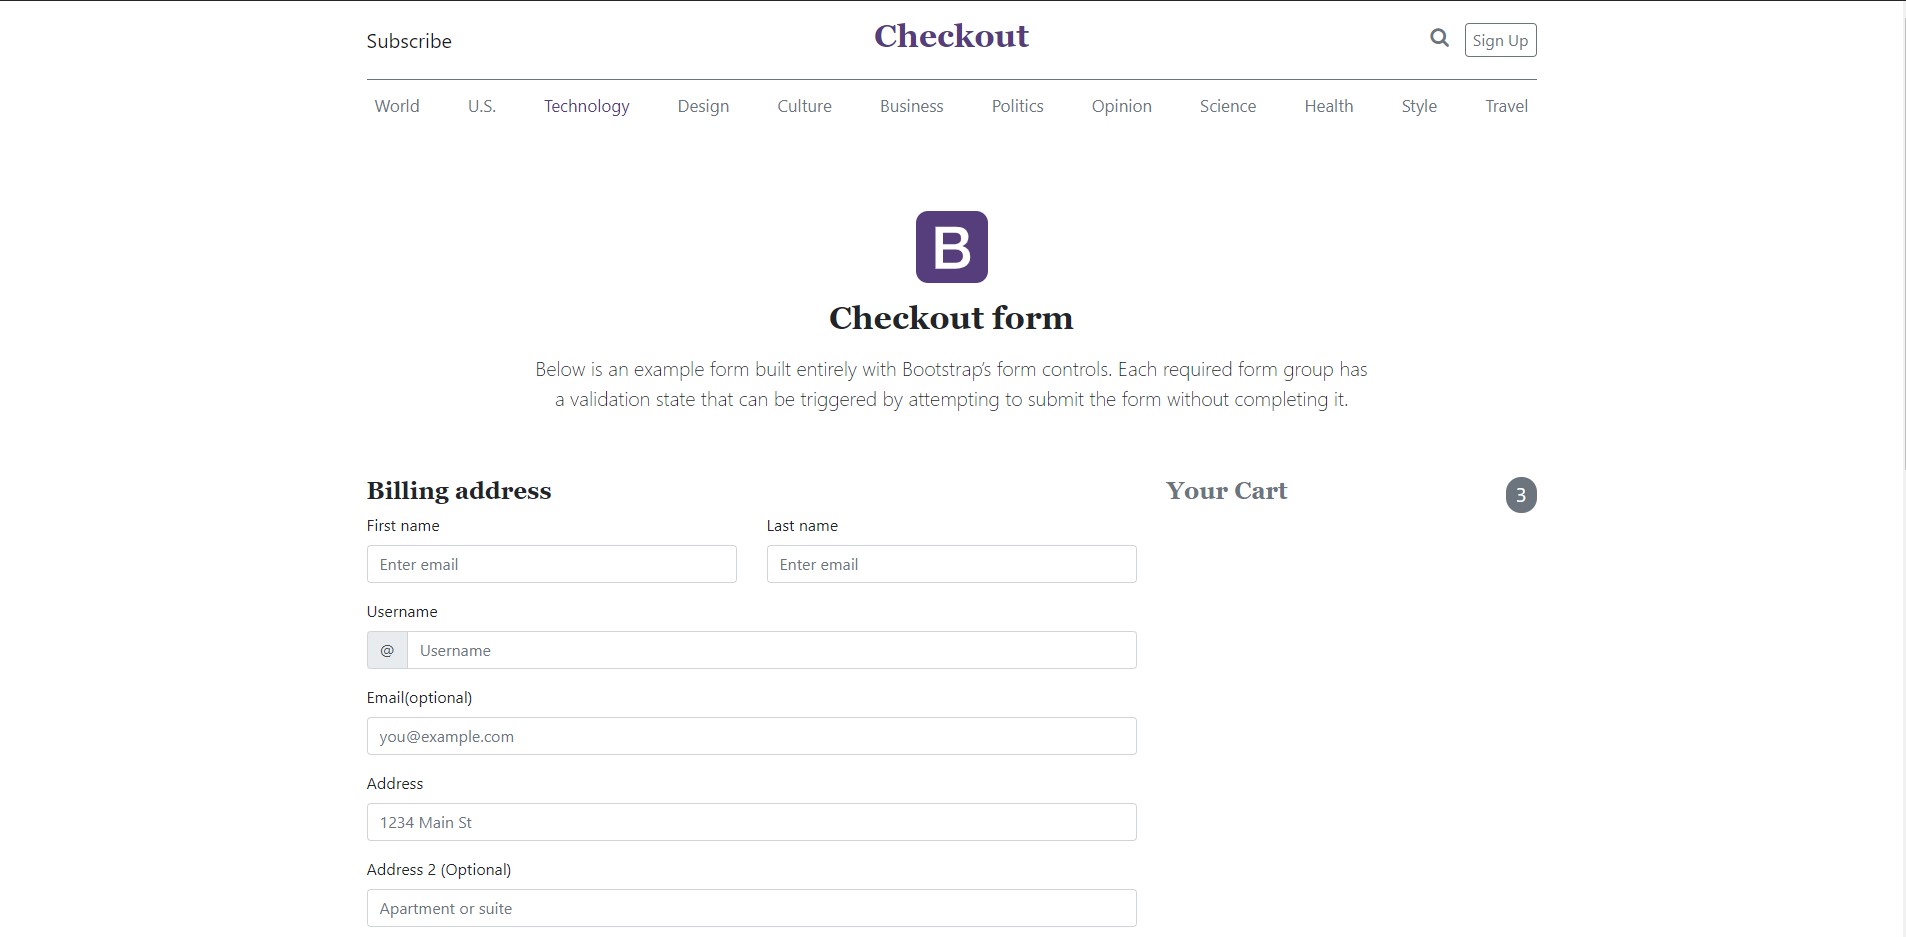 Subscribe
Checkout
Sign Up
World U.S. Technology Design Culture Business Politics Opinion Science Health Style Travel
B
Checkout form
Below is an example form built entirely with Bootstrap’s form controls. Each required form group has
a validation state that can be triggered by attempting to submit the form without completing it.
Billing address
First name Last name
Enter email Enter email
Username
@ Username
Email(optional)
you@example.com
Address
1234 Main St
Address 2 (Optional)
Apartment or suite
Your Cart 3